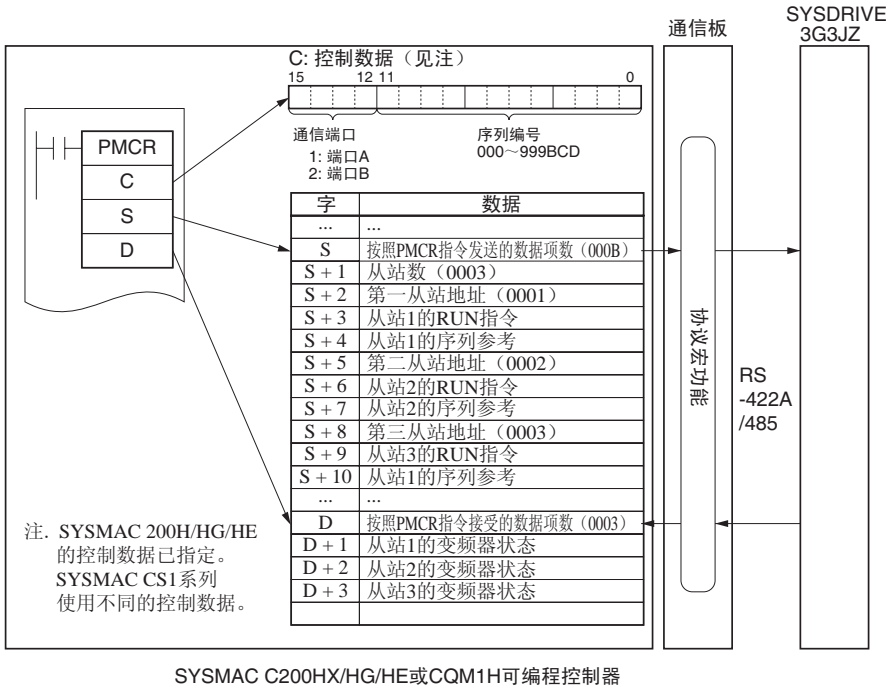 SYSDRIVE
3G3JZ
通信板
C: 控制数据（见注）
15 12 11 0
通信端口
1: 端口A
2: 端口B
序列编号
000～999BCD
PMCR
C
S
D
字 数据
... ...
S 按照PMCR指令发送的数据项数（000B）
S + 1 从站数（0003）
S + 2 第一从站地址（0001）
S + 3 从站1的RUN指令
S + 4 从站1的序列参考
S + 5 第二从站地址（0002）
S + 6 从站2的RUN指令
S + 7 从站2的序列参考
S + 8 第三从站地址（0003）
S + 9 从站3的RUN指令
S + 10 从站1的序列参考
... ...
D 按照PMCR指令接受的数据项数（0003）
D + 1 从站1的变频器状态
D + 2 从站2的变频器状态
D + 3 从站3的变频器状态
协议宏功能
RS
-422A
/485
注. SYSMAC 200H/HG/HE
的控制数据已指定。
SYSMAC CS1系列
使用不同的控制数据。
SYSMAC C200HX/HG/HE或CQM1H可编程控制器